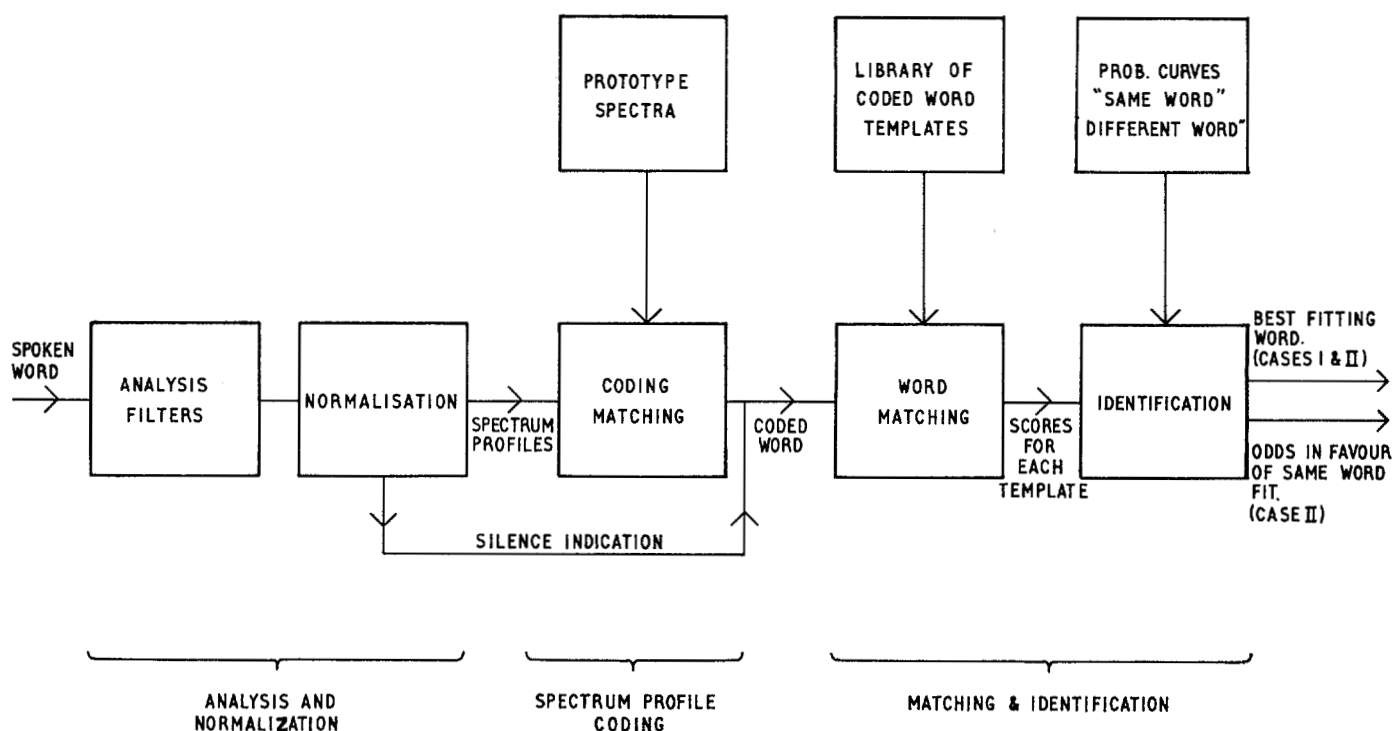 PROTOTYPE
SPECTRA
LIBRARY OF
CODED WORD
TEMPLATES
PROB. CURVES
"SAME WORD"
DIFFERENT WORD"
SPOKEN
WORD
ANALYSIS
FILTERS
NORMALISATION
SPECTRUM
PROFILES
CODING
MATCHING
CODED
WORD
WORD
MATCHING
SCORES
FOR
EACH
TEMPLATE
IDENTIFICATION
BEST FITTING
WORD.
(CASES I & II)
ODDS IN FAVOUR
OF SAME WORD
FIT.
(CASE II)
SILENCE INDICATION
ANALYSIS AND
NORMALIZATION
SPECTRUM PROFILE
CODING
MATCHING & IDENTIFICATION